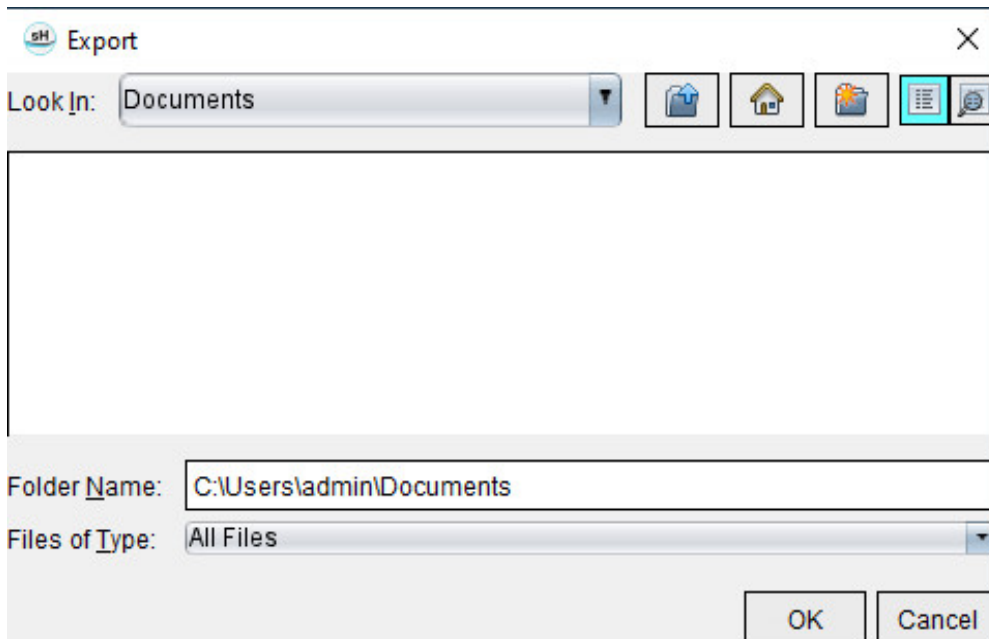 sH Export
Look In: Documents
Folder Name: C:\Users\admin\Documents
Files of Type: All Files
OK Cancel